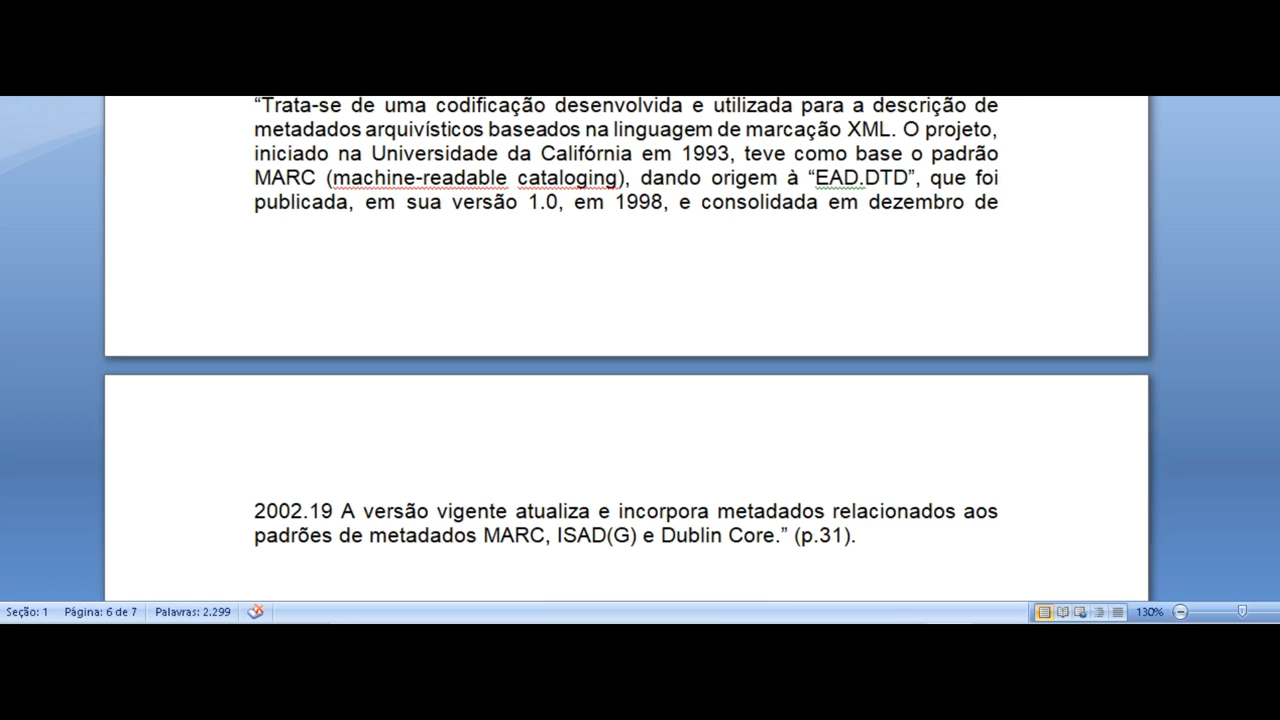 “Trata-se de uma codificação desenvolvida e utilizada para a descrição de
metadados arquivísticos baseados na linguagem de marcação XML. O projeto,
iniciado na Universidade da Califórnia em 1993, teve como base o padrão
MARC (machine-readable cataloging), dando origem à “EAD.DTD”, que foi
publicada, em sua versão 1.0, em 1998, e consolidada em dezembro de
2002.19 A versão vigente atualiza e incorpora metadados relacionados aos
padrões de metadados MARC, ISAD(G) e Dublin Core.” (p.31).
Seção: 1 Página: 6 de 7 Palavras: 2.299 130%